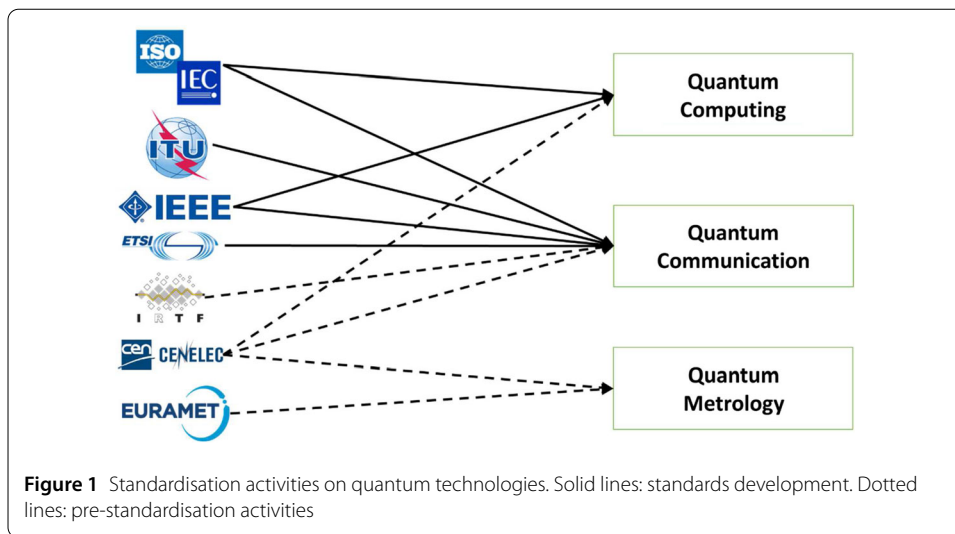 ISO
IEC
ITU
IEEE
ETSI
I R T F
cen CENELEC
EURAMET
Quantum
Computing
Quantum
Communication
Quantum
Metrology
Figure 1 Standardisation activities on quantum technologies. Solid lines: standards development. Dotted
lines: pre-standardisation activities